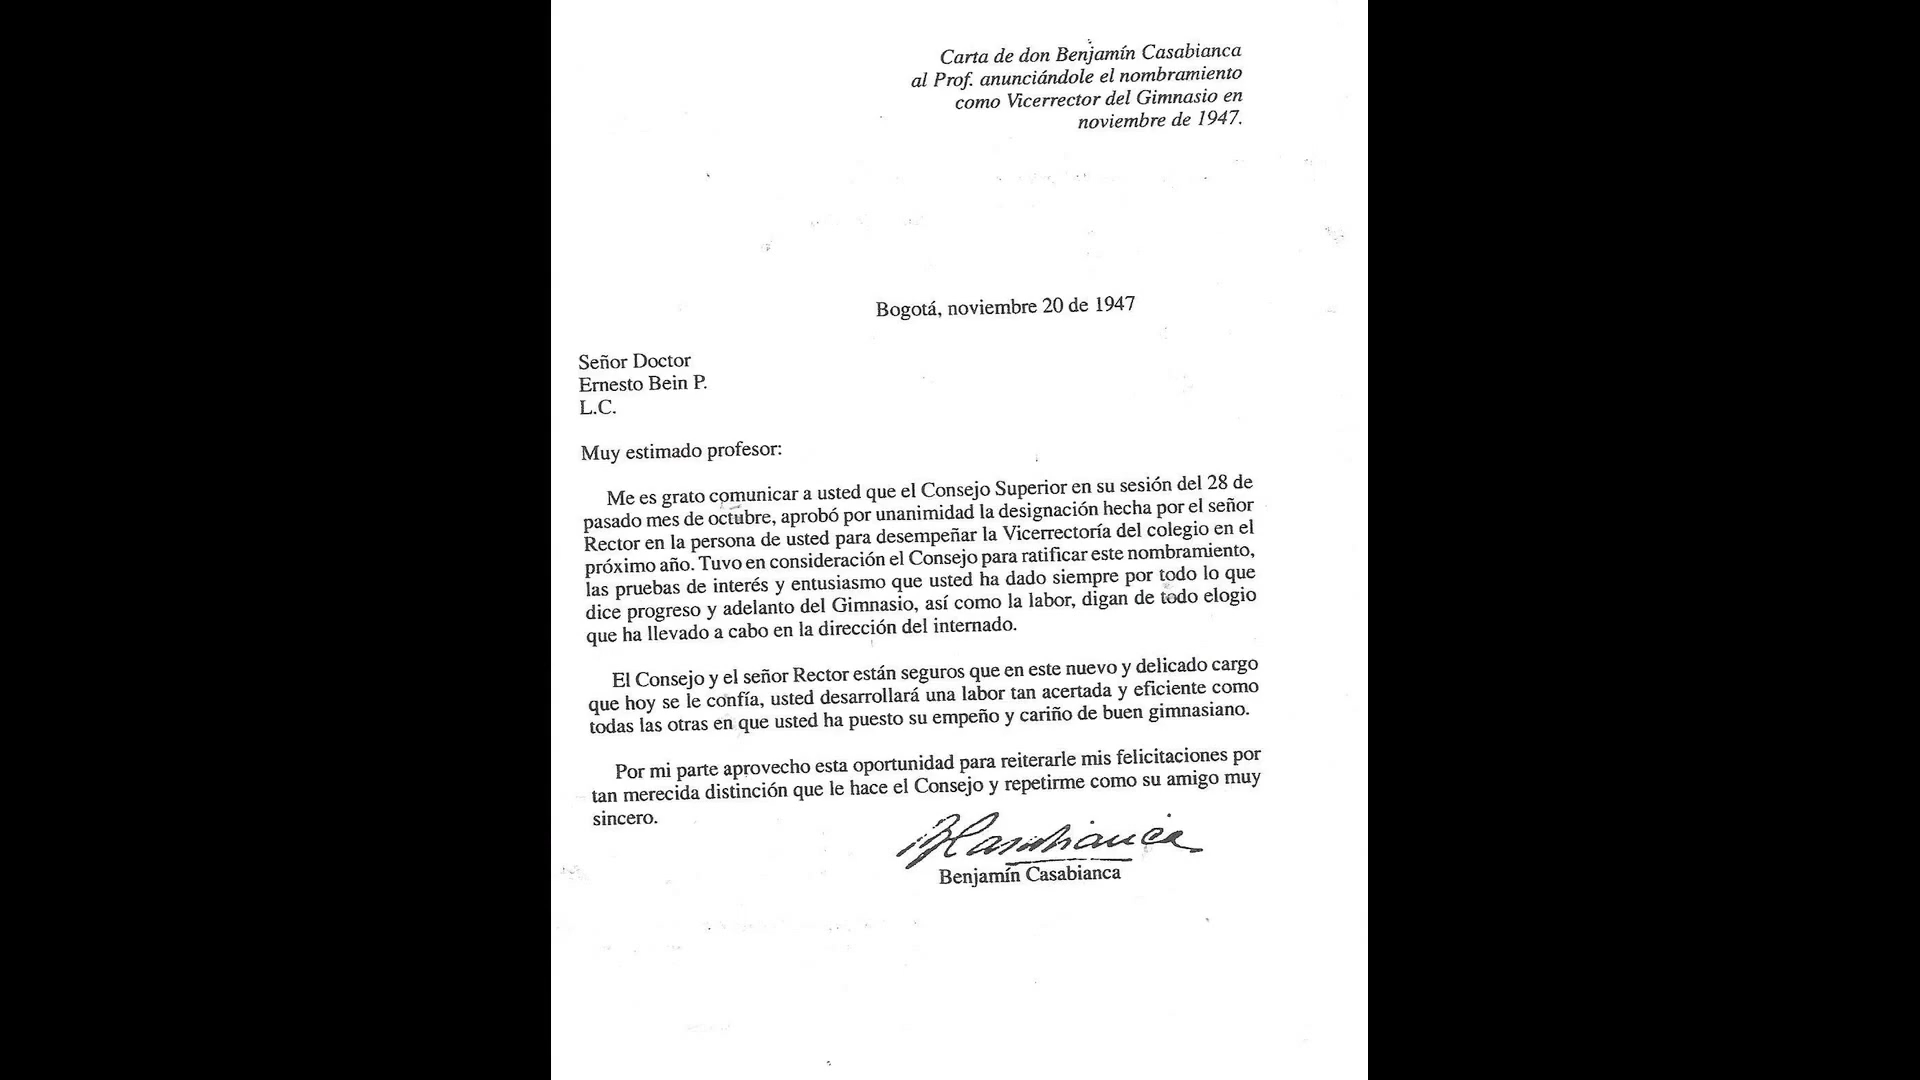 Carta de don Benjamín Casabianca
al Prof. anunciándole el nombramiento
como Vicerrector del Gimnasio en
noviembre de 1947.
Bogotá, noviembre 20 de 1947
Señor Doctor
Ernesto Bein P.
L.C.
Muy estimado profesor:
Me es grato comunicar a usted que el Consejo Superior en su sesión del 28 de
pasado mes de octubre, aprobó por unanimidad la designación hecha por el señor
Rector en la persona de usted para desempeñar la Vicerrectoría del colegio en el
próximo año. Tuvo en consideración el Consejo para ratificar este nombramiento,
las pruebas de interés y entusiasmo que usted ha dado siempre por todo lo que
dice progreso y adelanto del Gimnasio, así como la labor, digan de todo elogio
que ha llevado a cabo en la dirección del internado.
El Consejo y el señor Rector están seguros que en este nuevo y delicado cargo
que hoy se le confía, usted desarrollará una labor tan acertada y eficiente como
todas las otras en que usted ha puesto su empeño y cariño de buen gimnasiano.
Por mi parte aprovecho esta oportunidad para reiterarle mis felicitaciones por
tan merecida distinción que le hace el Consejo y repetirme como su amigo muy
sincero.
BCasabianca
Benjamín Casabianca